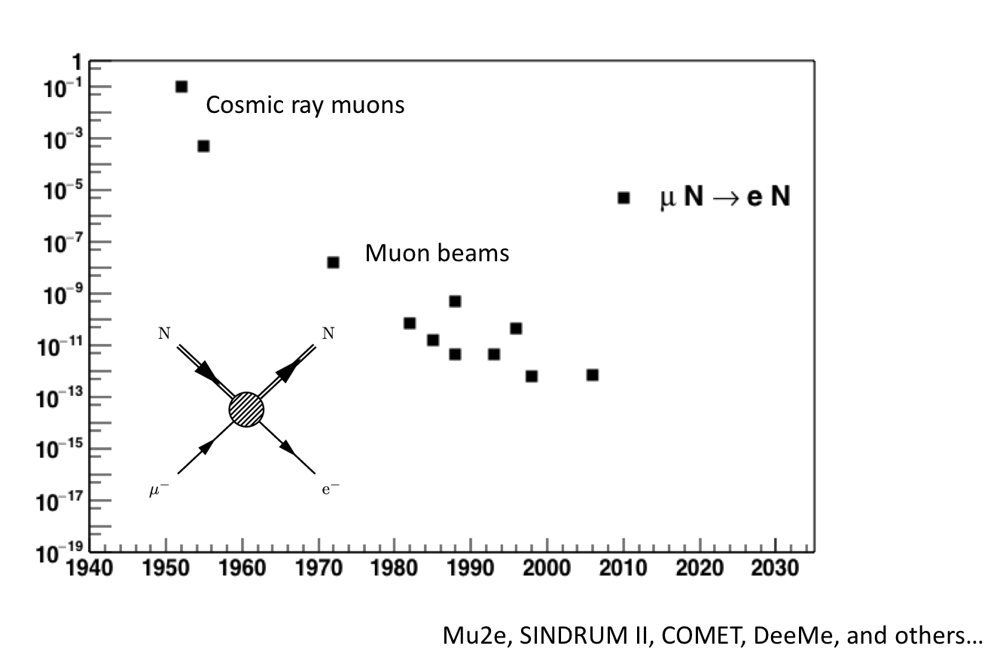 1
10⁻¹
Cosmic ray muons
10⁻³
10⁻⁵
μ N → e N
10⁻⁷
Muon beams
10⁻⁹
N N
10⁻¹¹
10⁻¹³
10⁻¹⁵
μ⁻ e⁻
10⁻¹⁷
10⁻¹⁹
1940 1950 1960 1970 1980 1990 2000 2010 2020 2030
Mu2e, SINDRUM II, COMET, DeeMe, and others...